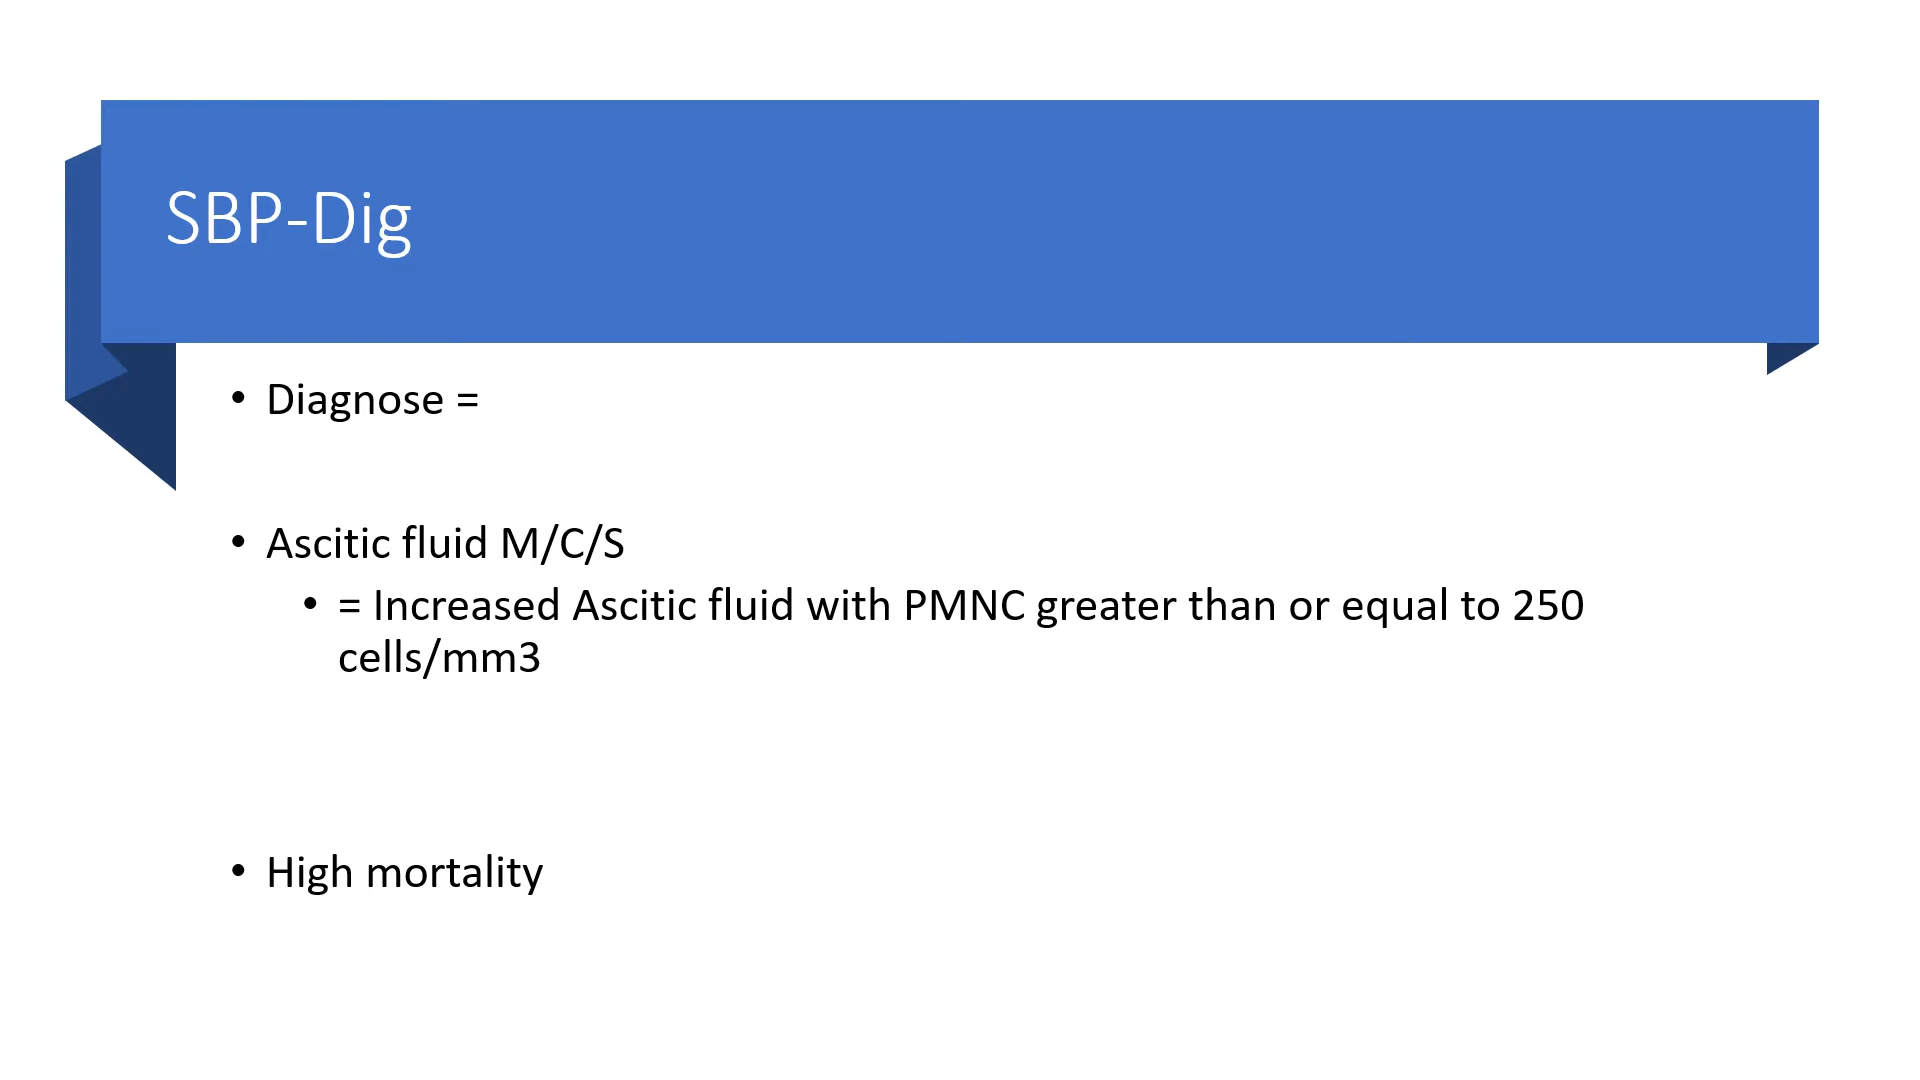 SBP-Dig
• Diagnose =
• Ascitic fluid M/C/S
• = Increased Ascitic fluid with PMNC greater than or equal to 250
cells/mm3
• High mortality